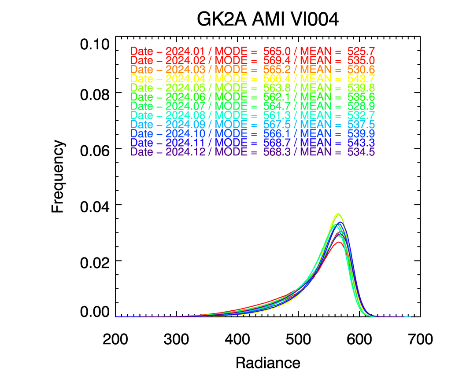 GK2A AMI VI004
0.10
Date − 2024.01 / MODE = 565.0 / MEAN = 525.7
Date − 2024.02 / MODE = 569.4 / MEAN = 535.0
Date − 2024.03 / MODE = 565.2 / MEAN = 530.6
Date − 2024.04 / MODE = / MEAN =
Date − 2024.05 / MODE = 563.8 / MEAN = 539.8
Date − 2024.06 / MODE = 562.1 / MEAN = 535.6
Date − 2024.07 / MODE = 564.7 / MEAN = 528.9
Date − 2024.08 / MODE = 561.3 / MEAN = 532.7
Date − 2024.09 / MODE = 567.5 / MEAN = 537.5
Date − 2024.10 / MODE = 566.1 / MEAN = 539.9
Date − 2024.11 / MODE = 568.7 / MEAN = 543.3
Date − 2024.12 / MODE = 568.3 / MEAN = 534.5
0.08
0.06
0.04
0.02
0.00
Frequency
200 300 400 500 600 700
Radiance